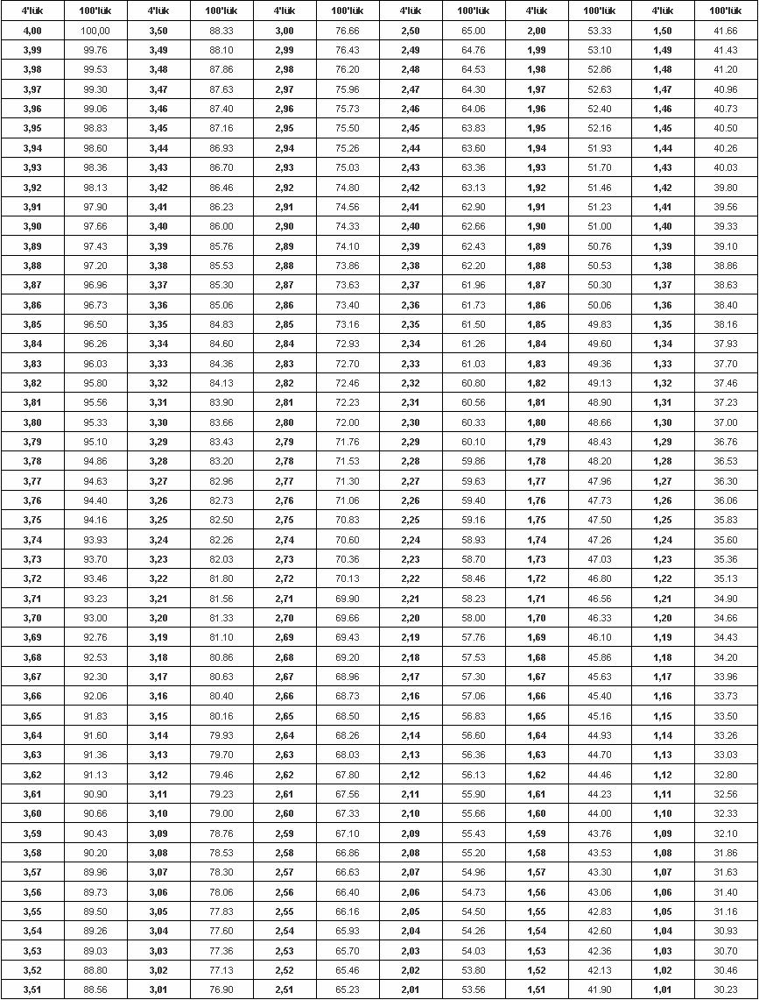 4'lük 100'lük 4'lük 100'lük 4'lük 100'lük 4'lük 100'lük 4'lük 100'lük 4'lük 100'lük
4,00 100,00 3,50 88.33 3,00 76.66 2,50 65.00 2,00 53.33 1,50 41.66
3,99 99.76 3,49 88.10 2,99 76.43 2,49 64.76 1,99 53.10 1,49 41.43
3,98 99.53 3,48 87.86 2,98 76.20 2,48 64.53 1,98 52.86 1,48 41.20
3,97 99.30 3,47 87.63 2,97 75.96 2,47 64.30 1,97 52.63 1,47 40.96
3,96 99.06 3,46 87.40 2,96 75.73 2,46 64.06 1,96 52.40 1,46 40.73
3,95 98.83 3,45 87.16 2,95 75.50 2,45 63.83 1,95 52.16 1,45 40.50
3,94 98.60 3,44 86.93 2,94 75.26 2,44 63.60 1,94 51.93 1,44 40.26
3,93 98.36 3,43 86.70 2,93 75.03 2,43 63.36 1,93 51.70 1,43 40.03
3,92 98.13 3,42 86.46 2,92 74.80 2,42 63.13 1,92 51.46 1,42 39.80
3,91 97.90 3,41 86.23 2,91 74.56 2,41 62.90 1,91 51.23 1,41 39.56
3,90 97.66 3,40 86.00 2,90 74.33 2,40 62.66 1,90 51.00 1,40 39.33
3,89 97.43 3,39 85.76 2,89 74.10 2,39 62.43 1,89 50.76 1,39 39.10
3,88 97.20 3,38 85.53 2,88 73.86 2,38 62.20 1,88 50.53 1,38 38.86
3,87 96.96 3,37 85.30 2,87 73.63 2,37 61.96 1,87 50.30 1,37 38.63
3,86 96.73 3,36 85.06 2,86 73.40 2,36 61.73 1,86 50.06 1,36 38.40
3,85 96.50 3,35 84.83 2,85 73.16 2,35 61.50 1,85 49.83 1,35 38.16
3,84 96.26 3,34 84.60 2,84 72.93 2,34 61.26 1,84 49.60 1,34 37.93
3,83 96.03 3,33 84.36 2,83 72.70 2,33 61.03 1,83 49.36 1,33 37.70
3,82 95.80 3,32 84.13 2,82 72.46 2,32 60.80 1,82 49.13 1,32 37.46
3,81 95.56 3,31 83.90 2,81 72.23 2,31 60.56 1,81 48.90 1,31 37.23
3,80 95.33 3,30 83.66 2,80 72.00 2,30 60.33 1,80 48.66 1,30 37.00
3,79 95.10 3,29 83.43 2,79 71.76 2,29 60.10 1,79 48.43 1,29 36.76
3,78 94.86 3,28 83.20 2,78 71.53 2,28 59.86 1,78 48.20 1,28 36.53
3,77 94.63 3,27 82.96 2,77 71.30 2,27 59.63 1,77 47.96 1,27 36.30
3,76 94.40 3,26 82.73 2,76 71.06 2,26 59.40 1,76 47.73 1,26 36.06
3,75 94.16 3,25 82.50 2,75 70.83 2,25 59.16 1,75 47.50 1,25 35.83
3,74 93.93 3,24 82.26 2,74 70.60 2,24 58.93 1,74 47.26 1,24 35.60
3,73 93.70 3,23 82.03 2,73 70.36 2,23 58.70 1,73 47.03 1,23 35.36
3,72 93.46 3,22 81.80 2,72 70.13 2,22 58.46 1,72 46.80 1,22 35.13
3,71 93.23 3,21 81.56 2,71 69.90 2,21 58.23 1,71 46.56 1,21 34.90
3,70 93.00 3,20 81.33 2,70 69.66 2,20 58.00 1,70 46.33 1,20 34.66
3,69 92.76 3,19 81.10 2,69 69.43 2,19 57.76 1,69 46.10 1,19 34.43
3,68 92.53 3,18 80.86 2,68 69.20 2,18 57.53 1,68 45.86 1,18 34.20
3,67 92.30 3,17 80.63 2,67 68.96 2,17 57.30 1,67 45.63 1,17 33.96
3,66 92.06 3,16 80.40 2,66 68.73 2,16 57.06 1,66 45.40 1,16 33.73
3,65 91.83 3,15 80.16 2,65 68.50 2,15 56.83 1,65 45.16 1,15 33.50
3,64 91.60 3,14 79.93 2,64 68.26 2,14 56.60 1,64 44.93 1,14 33.26
3,63 91.36 3,13 79.70 2,63 68.03 2,13 56.36 1,63 44.70 1,13 33.03
3,62 91.13 3,12 79.46 2,62 67.80 2,12 56.13 1,62 44.46 1,12 32.80
3,61 90.90 3,11 79.23 2,61 67.56 2,11 55.90 1,61 44.23 1,11 32.56
3,60 90.66 3,10 79.00 2,60 67.33 2,10 55.66 1,60 44.00 1,10 32.33
3,59 90.43 3,09 78.76 2,59 67.10 2,09 55.43 1,59 43.76 1,09 32.10
3,58 90.20 3,08 78.53 2,58 66.86 2,08 55.20 1,58 43.53 1,08 31.86
3,57 89.96 3,07 78.30 2,57 66.63 2,07 54.96 1,57 43.30 1,07 31.63
3,56 89.73 3,06 78.06 2,56 66.40 2,06 54.73 1,56 43.06 1,06 31.40
3,55 89.50 3,05 77.83 2,55 66.16 2,05 54.50 1,55 42.83 1,05 31.16
3,54 89.26 3,04 77.60 2,54 65.93 2,04 54.26 1,54 42.60 1,04 30.93
3,53 89.03 3,03 77.36 2,53 65.70 2,03 54.03 1,53 42.36 1,03 30.70
3,52 88.80 3,02 77.13 2,52 65.46 2,02 53.80 1,52 42.13 1,02 30.46
3,51 88.56 3,01 76.90 2,51 65.23 2,01 53.56 1,51 41.90 1,01 30.23